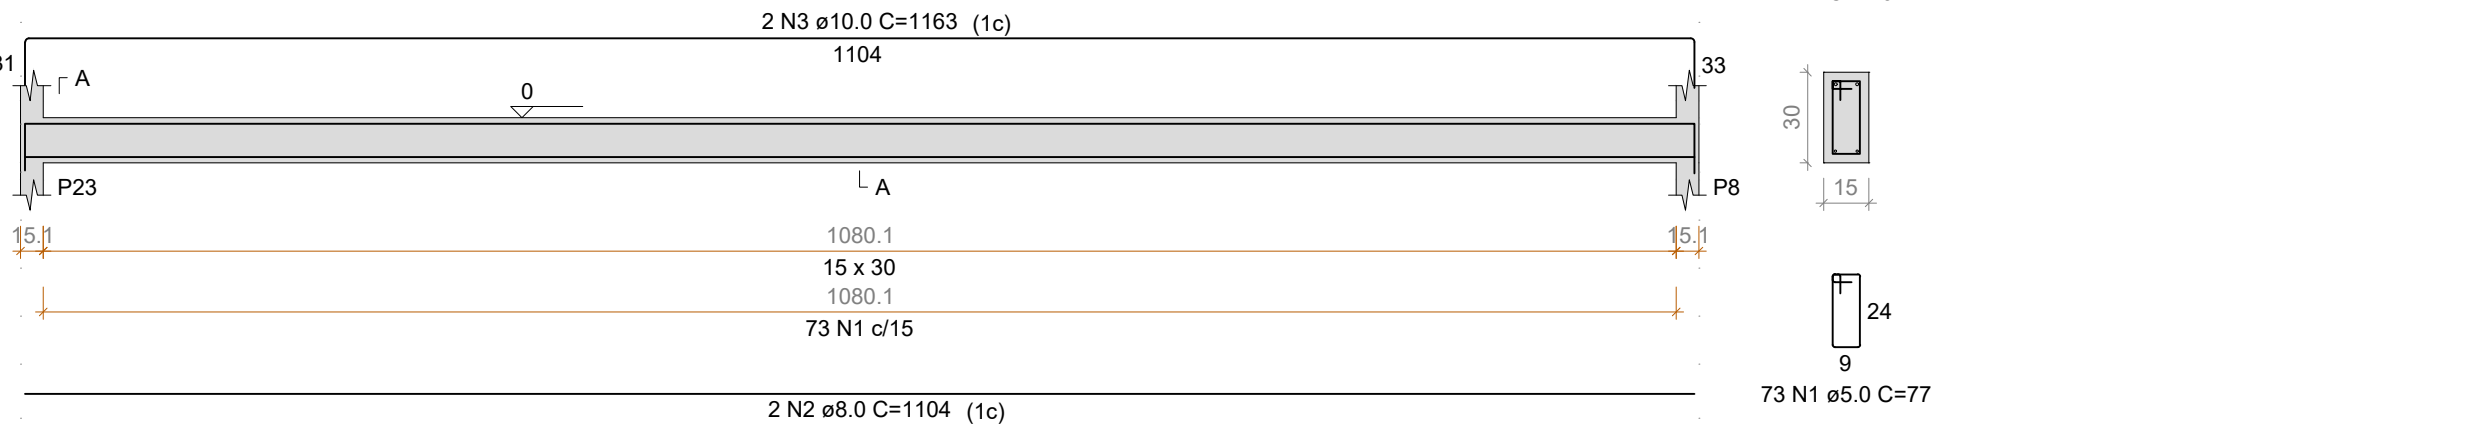 2 N3 ø10.0 C=1163 (1c)
1104
31
33
A
0
A
P23
P8
15.1
1080.1
15.1
15 x 30
1080.1
73 N1 c/15
2 N2 ø8.0 C=1104 (1c)
30
15
24
9
73 N1 ø5.0 C=77